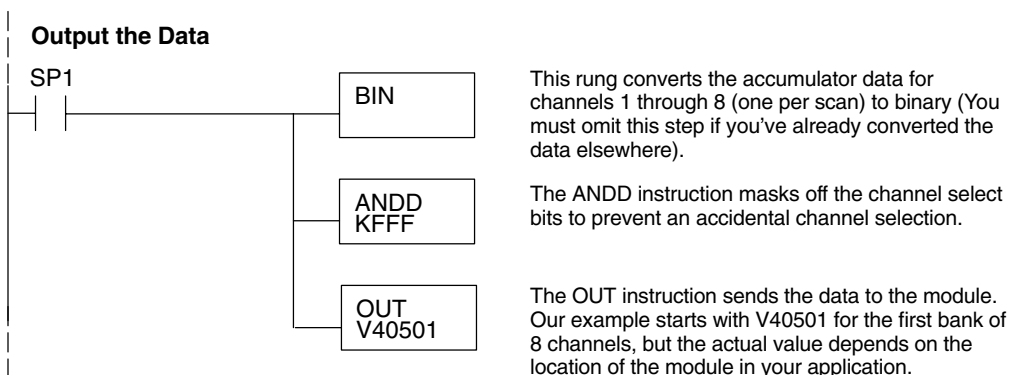 Output the Data
SP1
BIN
This rung converts the accumulator data for
channels 1 through 8 (one per scan) to binary (You
must omit this step if you've already converted the
data elsewhere).
ANDD
KFFF
The ANDD instruction masks off the channel select
bits to prevent an accidental channel selection.
OUT
V40501
The OUT instruction sends the data to the module.
Our example starts with V40501 for the first bank of
8 channels, but the actual value depends on the
location of the module in your application.